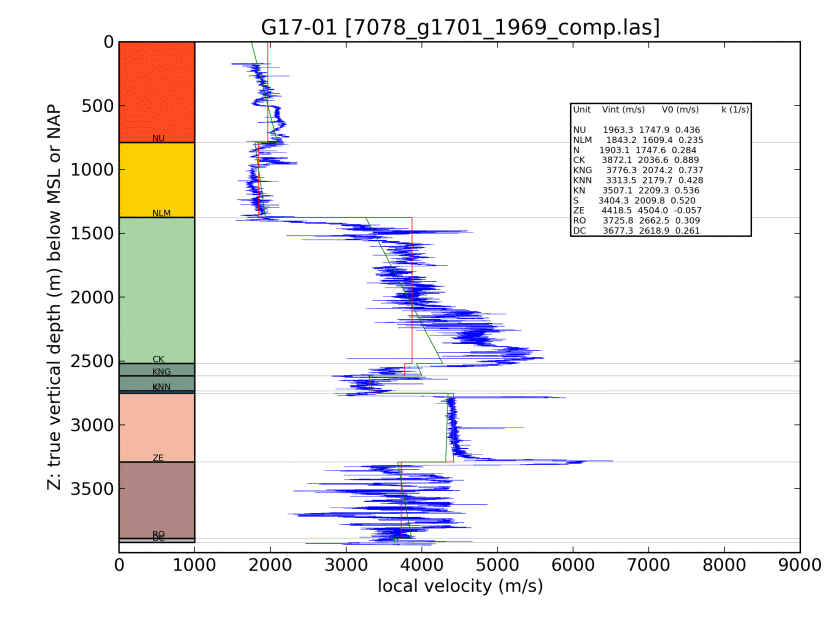 G17-01 [7078_g1701_1969_comp.las]
Z: true vertical depth (m) below MSL or NAP
0
500
1000
1500
2000
2500
3000
3500
NU
NLM
CK
KNG
KNN
ZE
RO
DC
Unit Vint (m/s) V0 (m/s) k (1/s)
NU 1963.3 1747.9 0.436
NLM 1843.2 1609.4 0.235
N 1903.1 1747.6 0.284
CK 3872.1 2036.6 0.889
KNG 3776.3 2074.2 0.737
KNN 3313.5 2179.7 0.428
KN 3507.1 2209.3 0.536
S 3404.3 2009.8 0.520
ZE 4418.5 4504.0 -0.057
RO 3725.8 2662.5 0.309
DC 3677.3 2618.9 0.261
0 1000 2000 3000 4000 5000 6000 7000 8000 9000
local velocity (m/s)